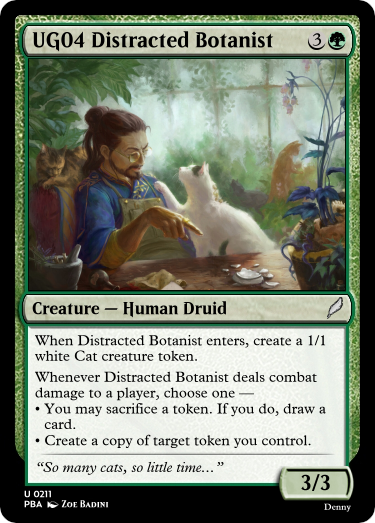 UG04 Distracted Botanist 3
Creature — Human Druid
When Distracted Botanist enters, create a 1/1
white Cat creature token.
Whenever Distracted Botanist deals combat
damage to a player, choose one —
• You may sacrifice a token. If you do, draw a
card.
• Create a copy of target token you control.
“So many cats, so little time…”
3/3
U 0211
PBA Zoe Badini
Denny